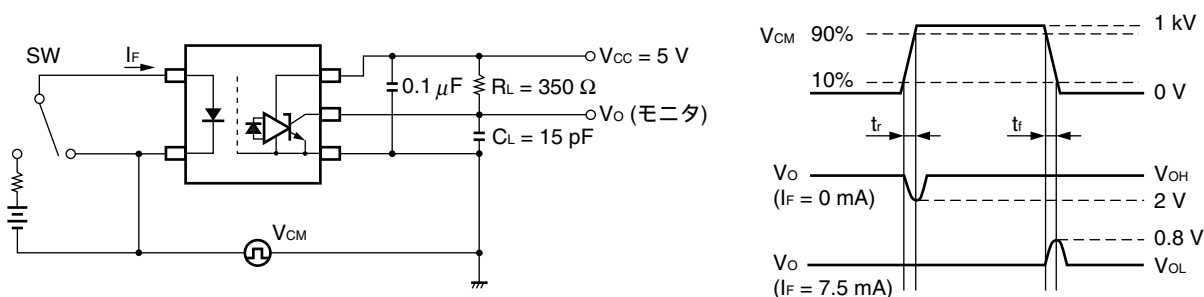 SW
IF
VCC = 5 V
0.1 μF
RL = 350 Ω
VO (モニタ)
CL = 15 pF
VCM
VCM 90%
10%
1 kV
0 V
tr
tf
VO
(IF = 0 mA)
VOH
2 V
0.8 V
VO
(IF = 7.5 mA)
VOL